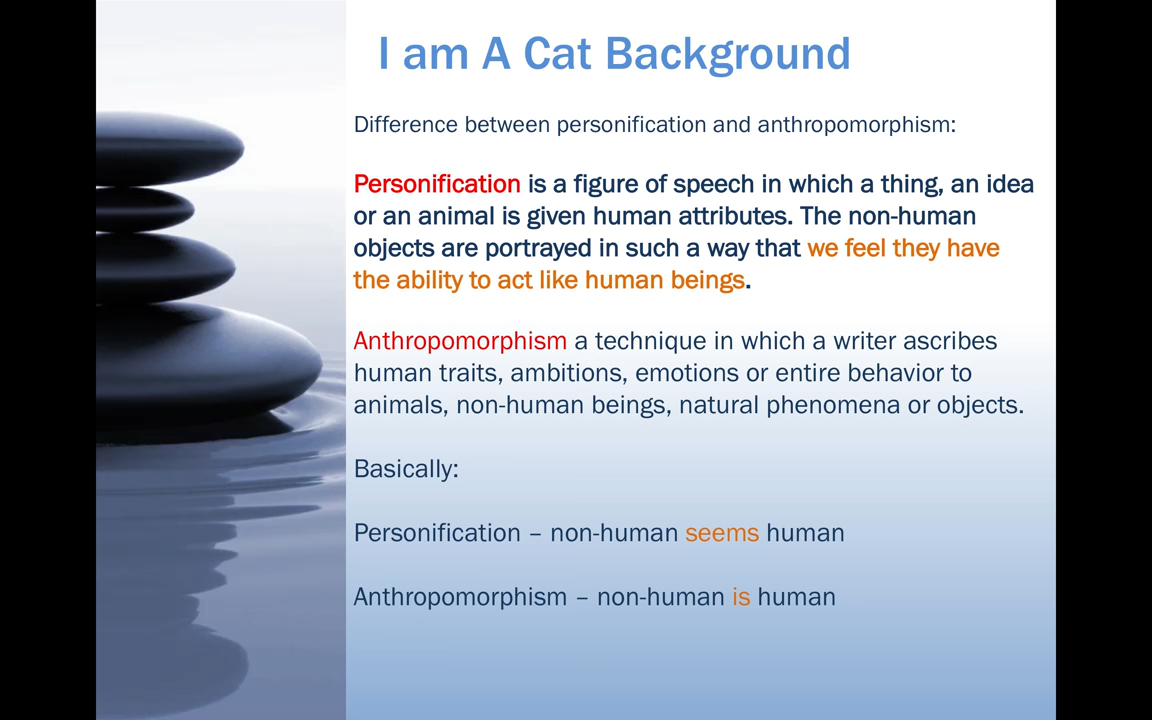 I am A Cat Background
Difference between personification and anthropomorphism:
Personification is a figure of speech in which a thing, an idea
or an animal is given human attributes. The non-human
objects are portrayed in such a way that we feel they have
the ability to act like human beings.
Anthropomorphism a technique in which a writer ascribes
human traits, ambitions, emotions or entire behavior to
animals, non-human beings, natural phenomena or objects.
Basically:
Personification – non-human seems human
Anthropomorphism – non-human is human